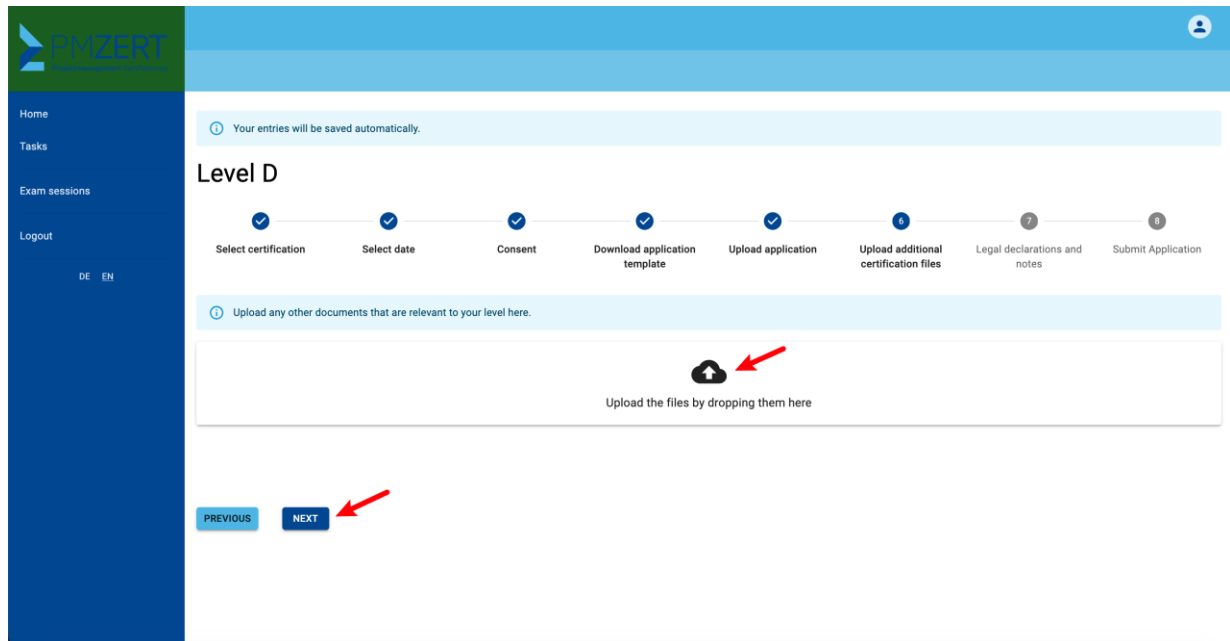 PMZERT
Home
Tasks
Exam sessions
Logout
DE EN
Your entries will be saved automatically.
Level D
6
7
8
Select certification
Select date
Consent
Download application
template
Upload application
Upload additional
certification files
Legal declarations and
notes
Submit Application
Upload any other documents that are relevant to your level here.
Upload the files by dropping them here
PREVIOUS
NEXT